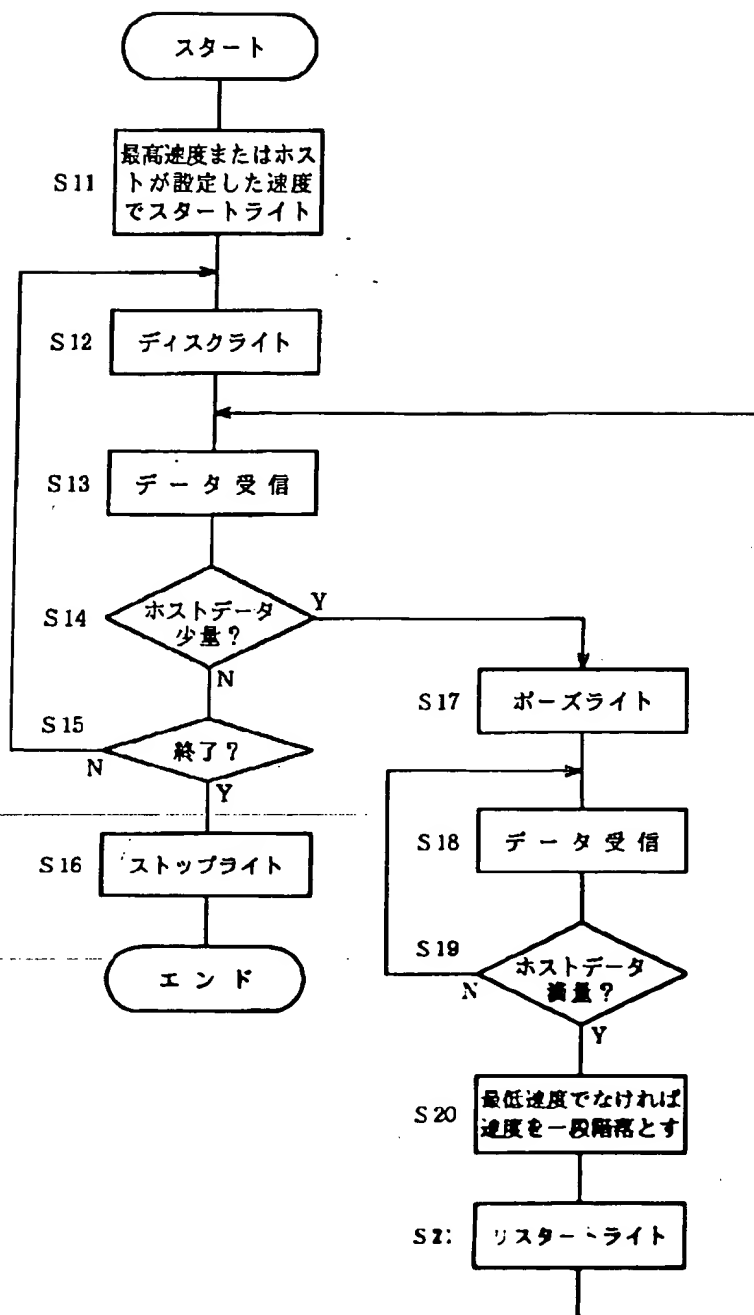 スタート
S11
最高速度またはホス
トが設定した速度
でスタートライト
S12
ディスクライト
S13
データ受信
S14
ホストデータ
少量?
Y
N
S15
終了?
N
Y
S16
ストップライト
エンド
S17
ポーズライト
S18
データ受信
S19
ホストデータ
満量?
N
Y
S20
最低速度でなければ
速度を一段階落とす
リスタートライト